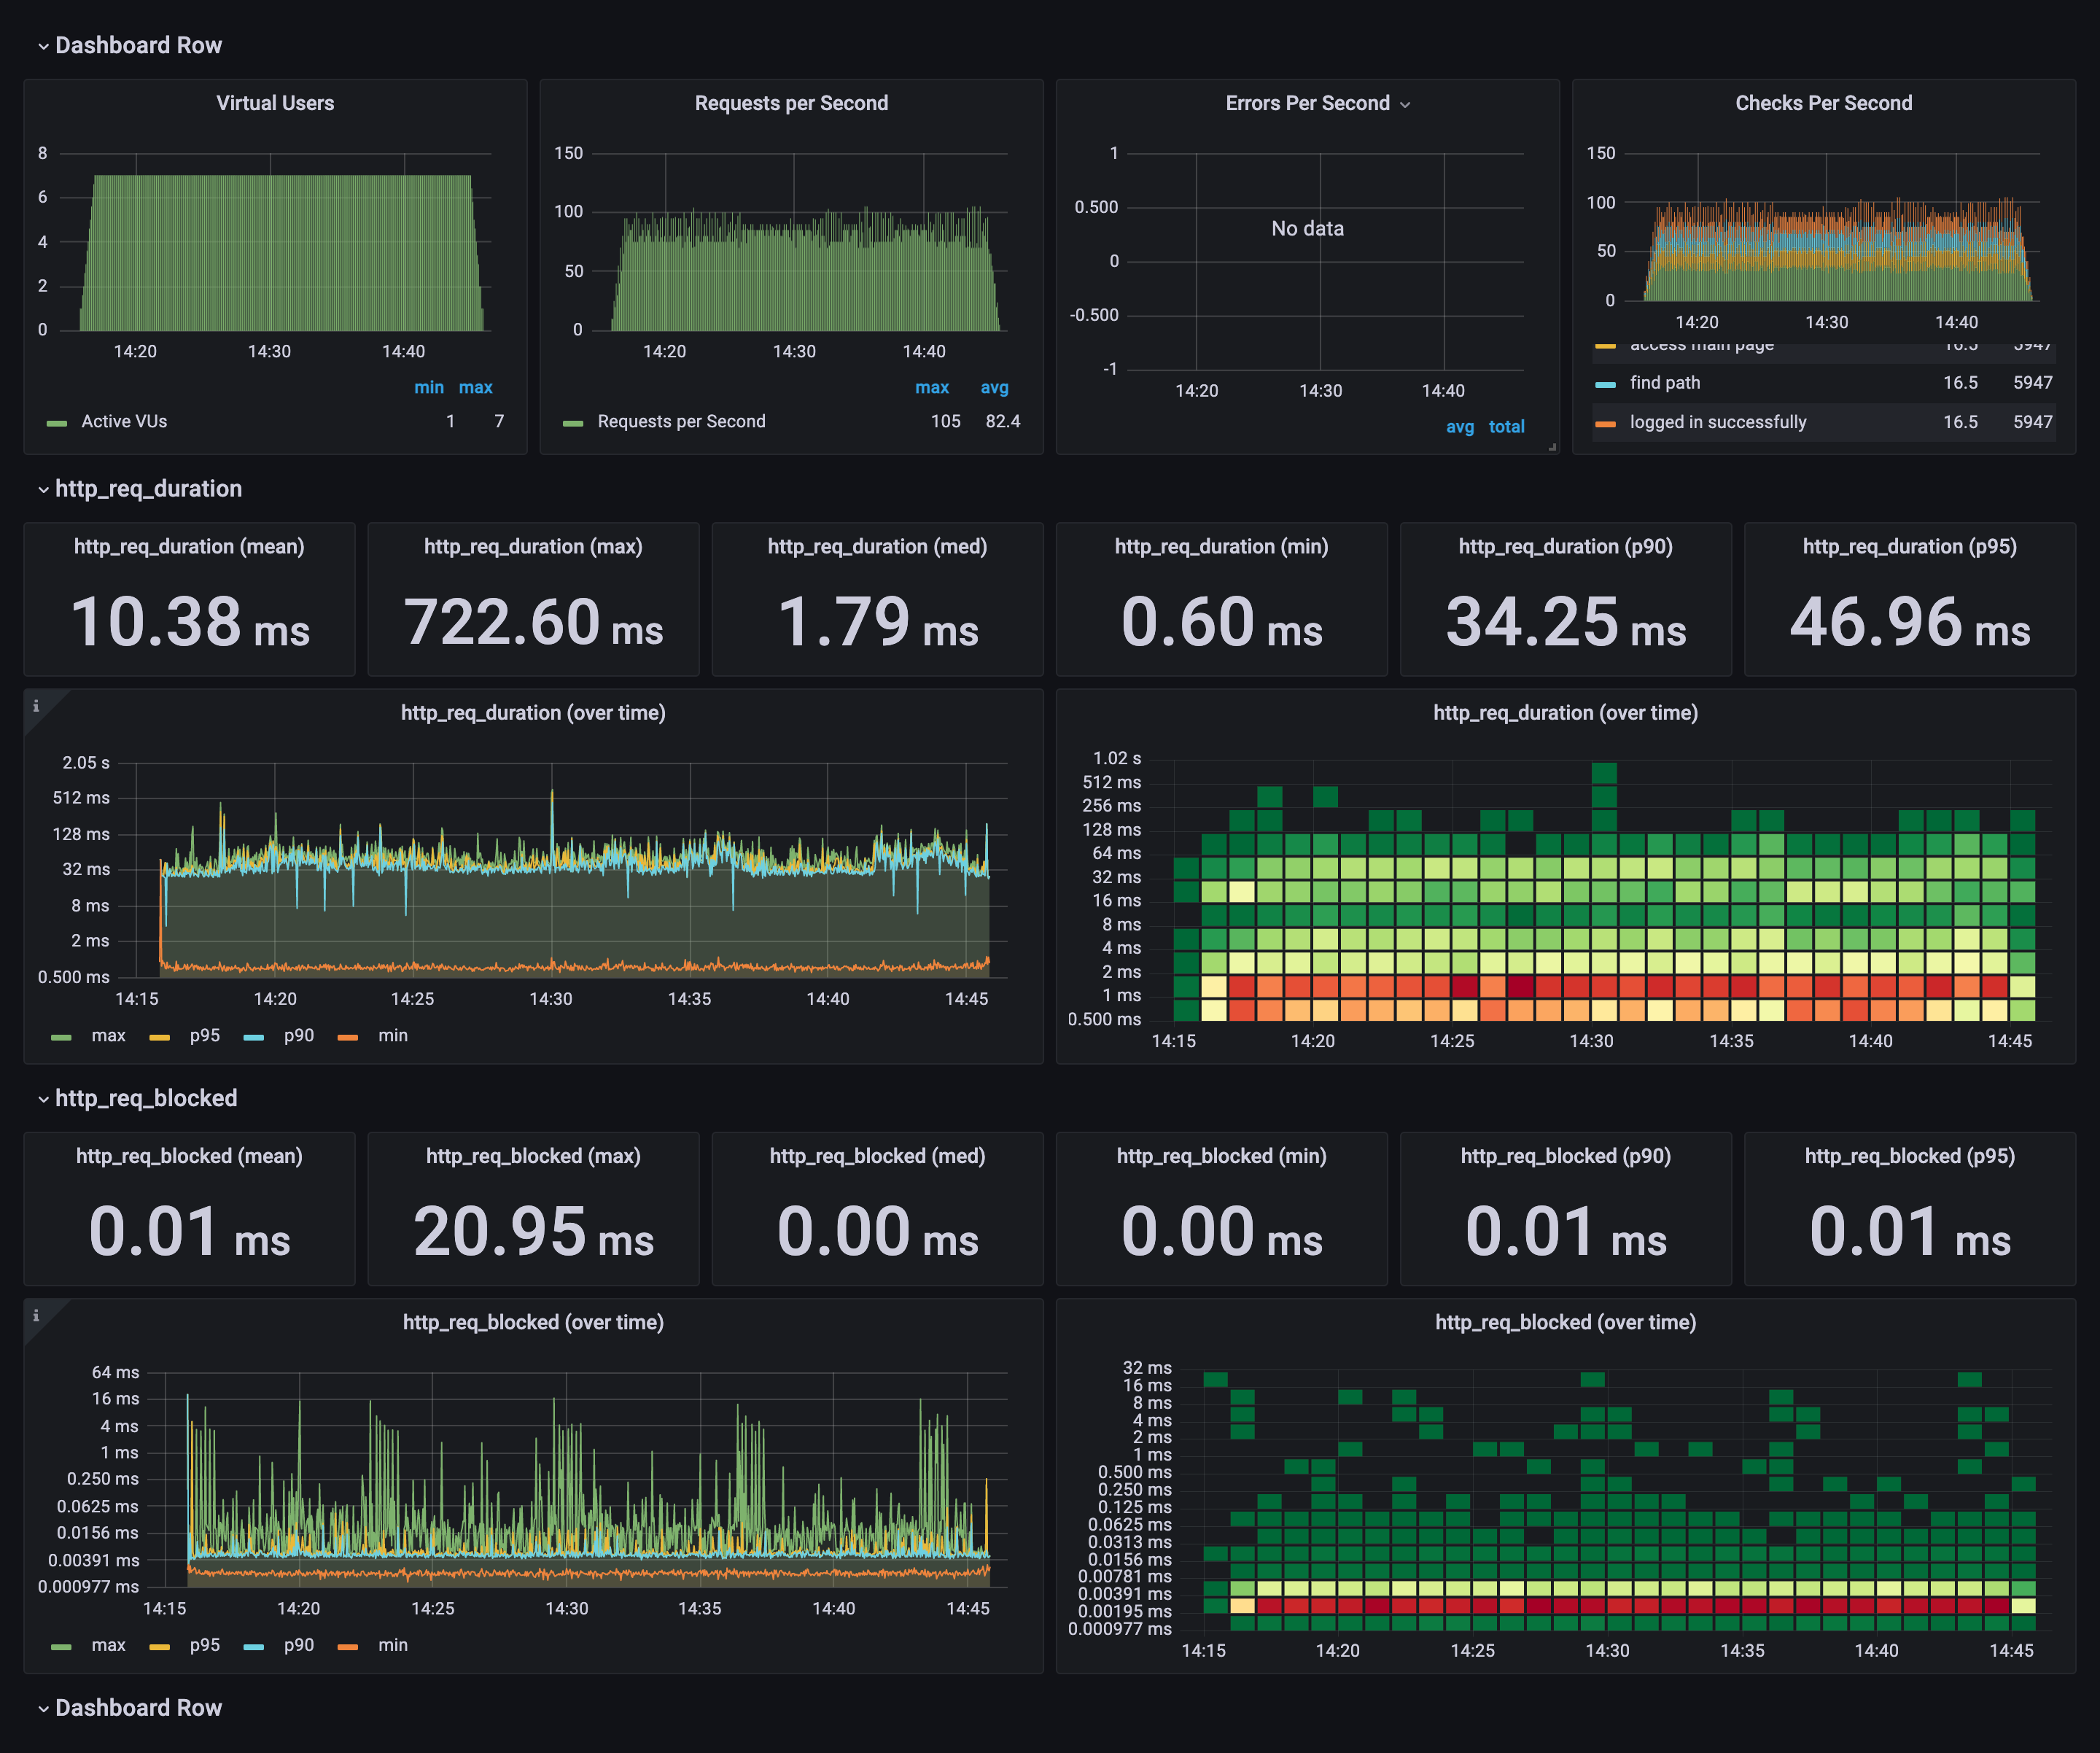 Dashboard Row
Virtual Users
8
6
4
2
0
14:20 14:30 14:40
min max
Active VUs 1 7
Requests per Second
150
100
50
0
14:20 14:30 14:40
max avg
Requests per Second 105 82.4
Errors Per Second
1
0.500
0
-0.500
-1
No data
14:20 14:30 14:40
avg total
Checks Per Second
150
100
50
0
14:20 14:30 14:40
access main page 16.5 5947
find path 16.5 5947
logged in successfully 16.5 5947
http_req_duration
http_req_duration (mean)
10.38 ms
http_req_duration (max)
722.60 ms
http_req_duration (med)
1.79 ms
http_req_duration (min)
0.60 ms
http_req_duration (p90)
34.25 ms
http_req_duration (p95)
46.96 ms
i
http_req_duration (over time)
2.05 s
512 ms
128 ms
32 ms
8 ms
2 ms
0.500 ms
14:15 14:20 14:25 14:30 14:35 14:40 14:45
max p95 p90 min
http_req_duration (over time)
1.02 s
512 ms
256 ms
128 ms
64 ms
32 ms
16 ms
8 ms
4 ms
2 ms
1 ms
0.500 ms
14:15 14:20 14:25 14:30 14:35 14:40 14:45
http_req_blocked
http_req_blocked (mean)
0.01 ms
http_req_blocked (max)
20.95 ms
http_req_blocked (med)
0.00 ms
http_req_blocked (min)
0.00 ms
http_req_blocked (p90)
0.01 ms
http_req_blocked (p95)
0.01 ms
i
http_req_blocked (over time)
64 ms
16 ms
4 ms
1 ms
0.250 ms
0.0625 ms
0.0156 ms
0.00391 ms
0.000977 ms
14:15 14:20 14:25 14:30 14:35 14:40 14:45
max p95 p90 min
http_req_blocked (over time)
32 ms
16 ms
8 ms
4 ms
2 ms
1 ms
0.500 ms
0.250 ms
0.125 ms
0.0625 ms
0.0313 ms
0.0156 ms
0.00781 ms
0.00391 ms
0.00195 ms
0.000977 ms
14:15 14:20 14:25 14:30 14:35 14:40 14:45
Dashboard Row